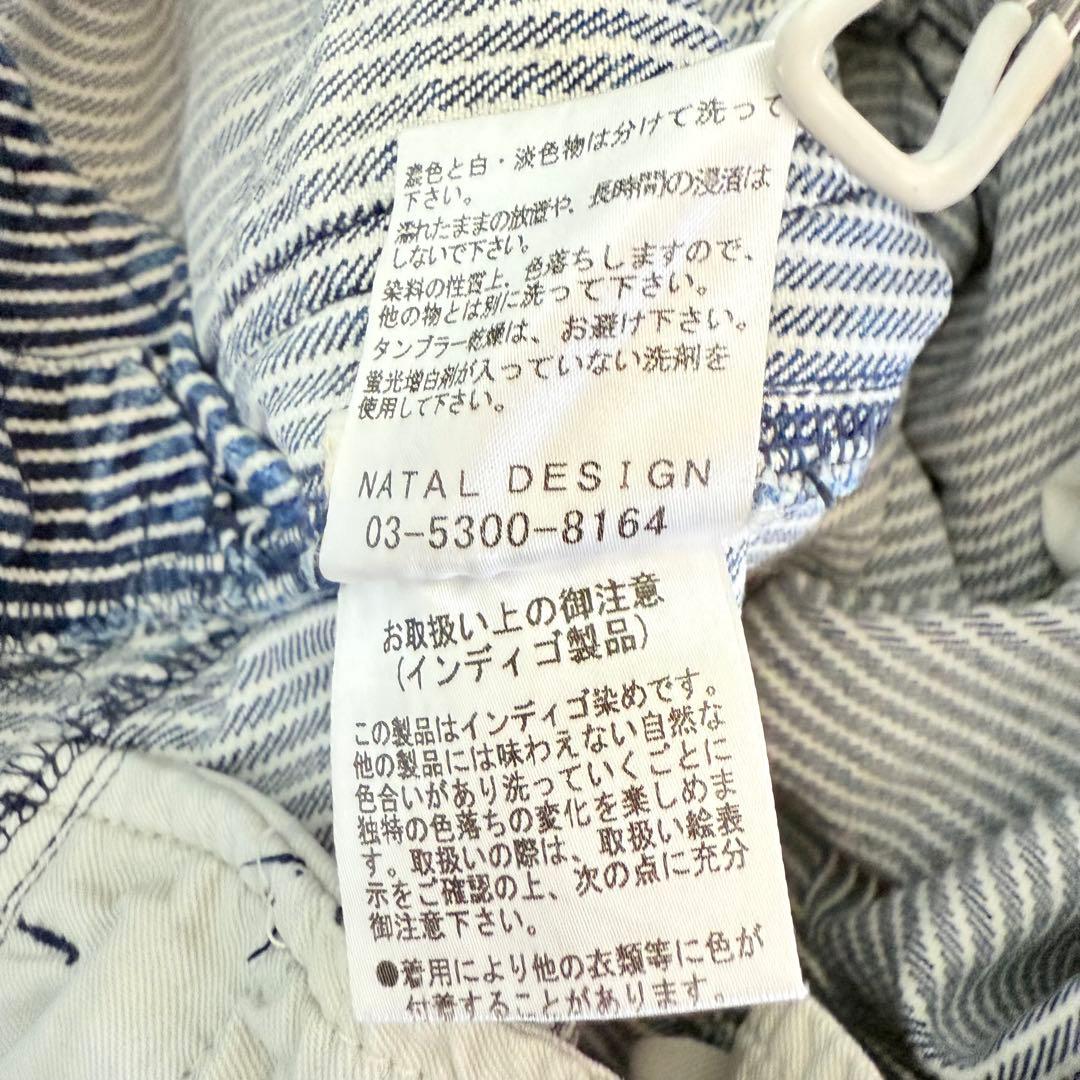 濃色と白・淡色物は分けて洗って
下さい。
濡れたままの放置や、長時間の浸漬は
しないで下さい。
染料の性質上、色落ちしますので、
他の物とは別に洗って下さい。
タンブラー乾燥は、お避け下さい。
蛍光増白剤が入っていない洗剤を
使用して下さい。
NATAL DESIGN
03-5300-8164
お取扱い上の御注意
(インディゴ製品)
この製品はインディゴ染めです。
他の製品には味わえない自然な
色合いがあり洗っていくごとに
独特の色落ちの変化を楽しめま
す。取扱いの際は、取扱い絵表
示をご確認の上、次の点に充分
御注意下さい。
●着用により他の衣類等に色が
付着することがあります。